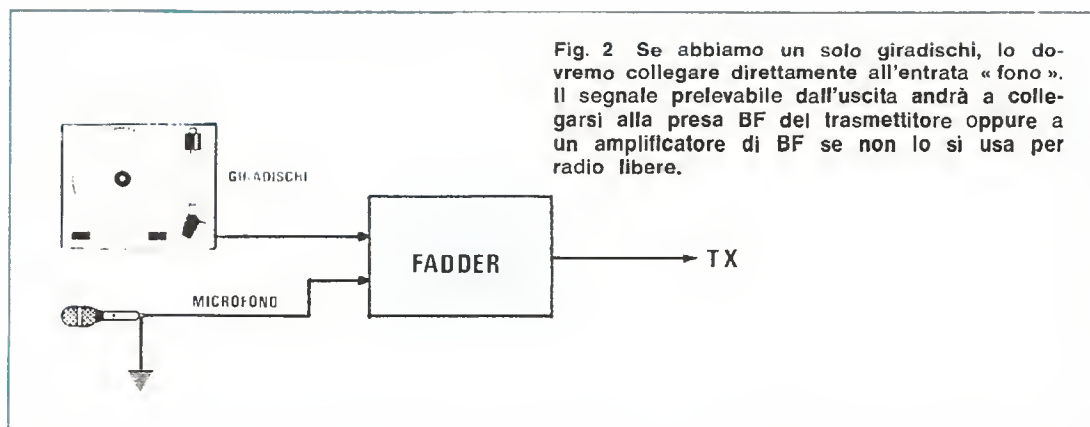 Fig. 2 Se abbiamo un solo giradischi, lo do-
vremo collegare direttamente all'entrata « fono ».
Il segnale prelevabile dall'uscita andrà a colle-
garsi alla presa BF del trasmettitore oppure a
un amplificatore di BF se non lo si usa per
radio libere.
GIRADISCHI
FADDER
TX
MICROFONO